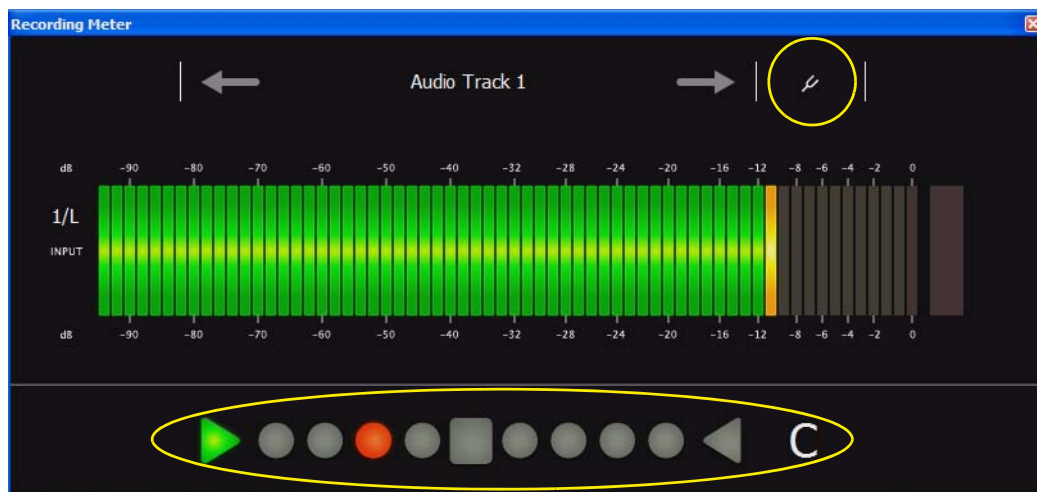 Recording Meter
Audio Track 1
dB -90 -80 -70 -60 -50 -40 -32 -28 -24 -20 -16 -12 -8 -6 -4 -2 0
1/L
INPUT
dB -90 -80 -70 -60 -50 -40 -32 -28 -24 -20 -16 -12 -8 -6 -4 -2 0
C